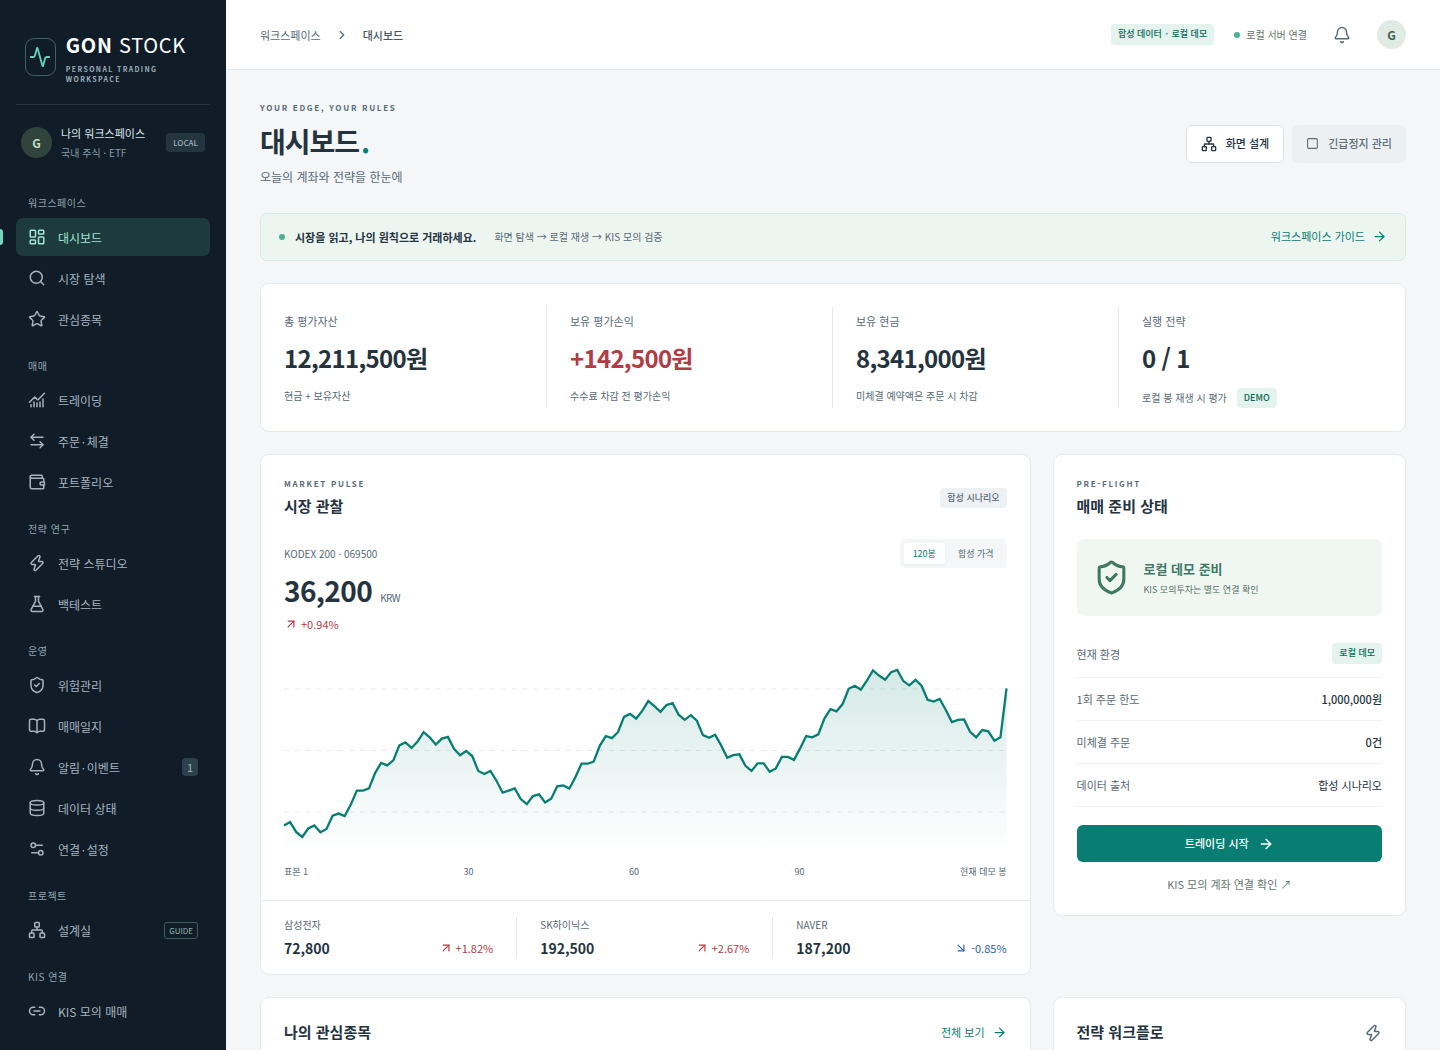 GON STOCK
PERSONAL TRADING
WORKSPACE
G
나의 워크스페이스
국내 주식 · ETF
LOCAL
워크스페이스
대시보드
시장 탐색
관심종목
매매
트레이딩
주문·체결
포트폴리오
전략 연구
전략 스튜디오
백테스트
운영
위험관리
매매일지
알림·이벤트
1
데이터 상태
연결·설정
프로젝트
설계실
GUIDE
KIS 연결
KIS 모의 매매
워크스페이스 > 대시보드
합성 데이터 · 로컬 데모
로컬 서버 연결
G
YOUR EDGE, YOUR RULES
대시보드.
오늘의 계좌와 전략을 한눈에
화면 설계
긴급정지 관리
시장을 읽고, 나의 원칙으로 거래하세요.
화면 탐색 → 로컬 재생 → KIS 모의 검증
워크스페이스 가이드 →
총 평가자산
12,211,500원
현금 + 보유자산
보유 평가손익
+142,500원
수수료 차감 전 평가손익
보유 현금
8,341,000원
미체결 예약액은 주문 시 차감
실행 전략
0 / 1
로컬 봉 재생 시 평가
DEMO
MARKET PULSE
시장 관찰
합성 시나리오
KODEX 200 · 069500
120봉
합성 가격
36,200 KRW
+0.94%
표본 1
30
60
90
현재 데모 봉
삼성전자
72,800
+1.82%
SK하이닉스
192,500
+2.67%
NAVER
187,200
-0.85%
PRE-FLIGHT
매매 준비 상태
로컬 데모 준비
KIS 모의투자는 별도 연결 확인
현재 환경
로컬 데모
1회 주문 한도
1,000,000원
미체결 주문
0건
데이터 출처
합성 시나리오
트레이딩 시작 →
KIS 모의 계좌 연결 확인 ↗
나의 관심종목
전체 보기 →
전략 워크플로